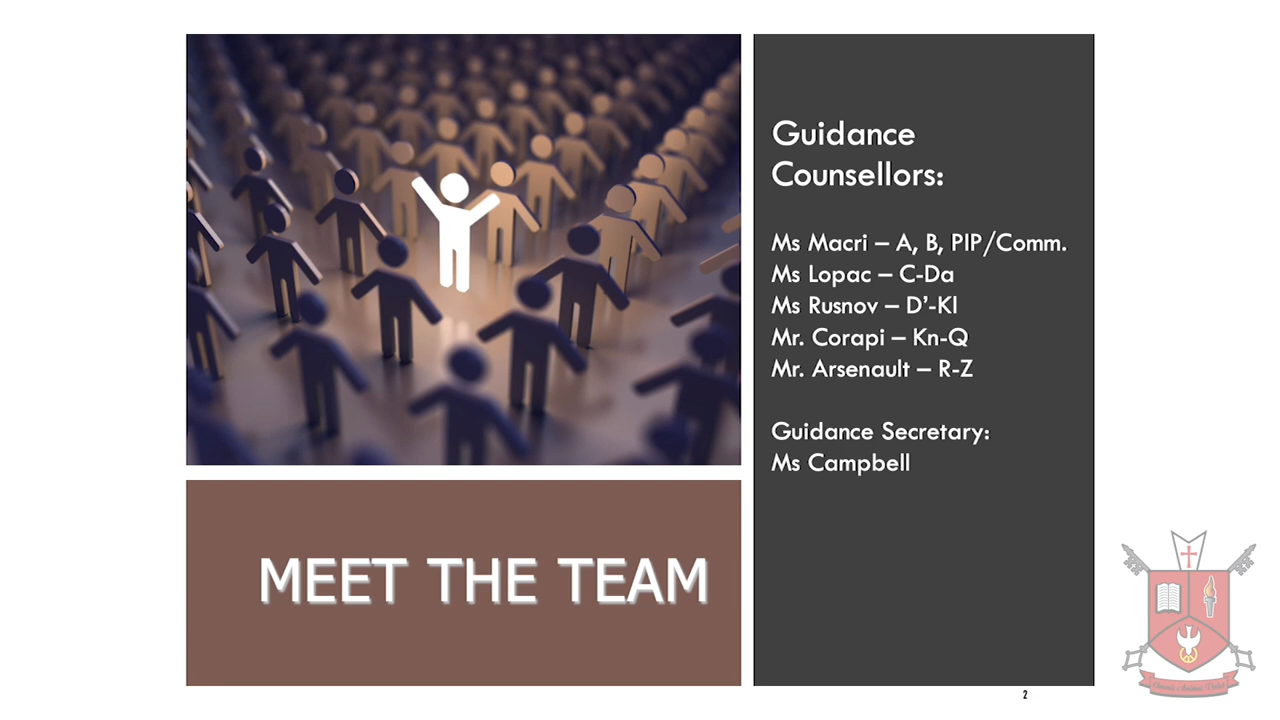 Guidance
Counsellors:
Ms Macri – A, B, PIP/Comm.
Ms Lopac – C-Da
Ms Rusnov – D’-Kl
Mr. Corapi – Kn-Q
Mr. Arsenault – R-Z
Guidance Secretary:
Ms Campbell
MEET THE TEAM
2